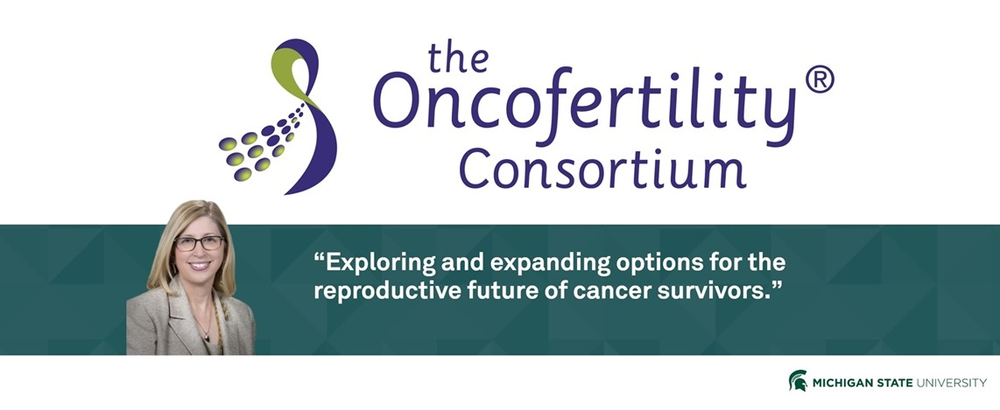 the
Oncofertility®
Consortium
“Exploring and expanding options for the
reproductive future of cancer survivors.”
MICHIGAN STATE UNIVERSITY